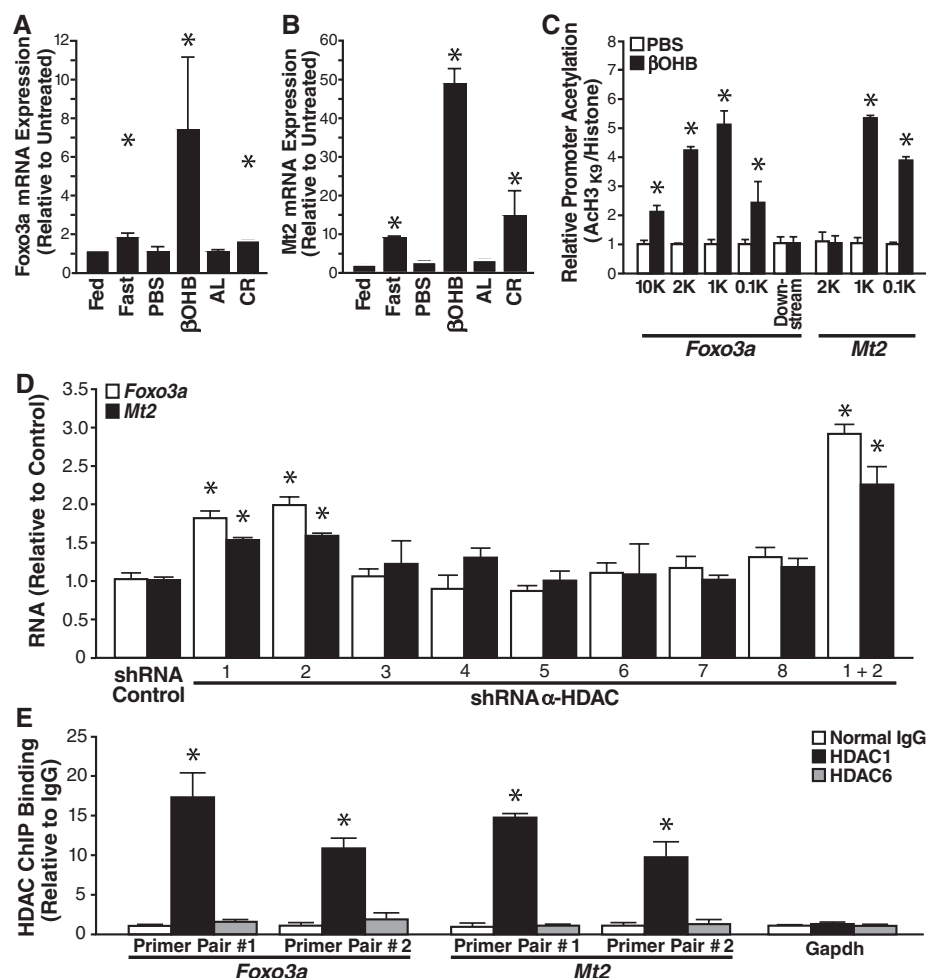 A
Foxo3a mRNA Expression
(Relative to Untreated)
12
10
8
6
4
2
0
*
*
*
Fed
Fast
PBS
βOHB
AL
CR
B
Mt2 mRNA Expression
(Relative to Untreated)
60
50
40
30
20
10
0
*
*
*
Fed
Fast
PBS
βOHB
AL
CR
C
Relative Promoter Acetylation
(AcH3K9/Histone)
8
7
6
5
4
3
2
1
0
PBS
βOHB
* * * * * *
10K 2K 1K 0.1K Down-stream 2K 1K 0.1K
Foxo3a Mt2
D
RNA (Relative to Control)
3.5
3.0
2.5
2.0
1.5
1.0
0.5
0
Foxo3a
Mt2
* * * * * *
shRNA
Control
1 2 3 4 5 6 7 8 1 + 2
shRNA α-HDAC
E
HDAC ChIP Binding
(Relative to IgG)
25
20
15
10
5
0
Normal IgG
HDAC1
HDAC6
* * * *
Primer Pair #1 Primer Pair #2 Primer Pair #1 Primer Pair #2 Gapdh
Foxo3a Mt2